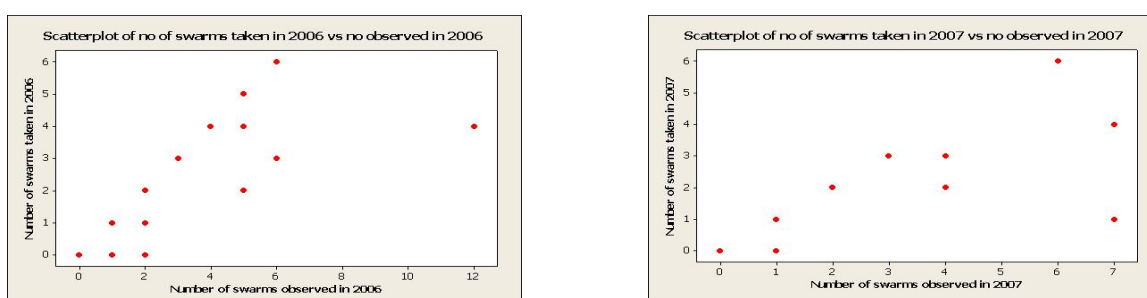 Scatterplot of no of swarms taken in 2006 vs no observed in 2006
Number of swarms taken in 2006
6
5
4
3
2
1
0
0 2 4 6 8 10 12
Number of swarms observed in 2006
Scatterplot of no of swarms taken in 2007 vs no observed in 2007
Number of swarms taken in 2007
6
5
4
3
2
1
0
0 1 2 3 4 5 6 7
Number of swarms observed in 2007